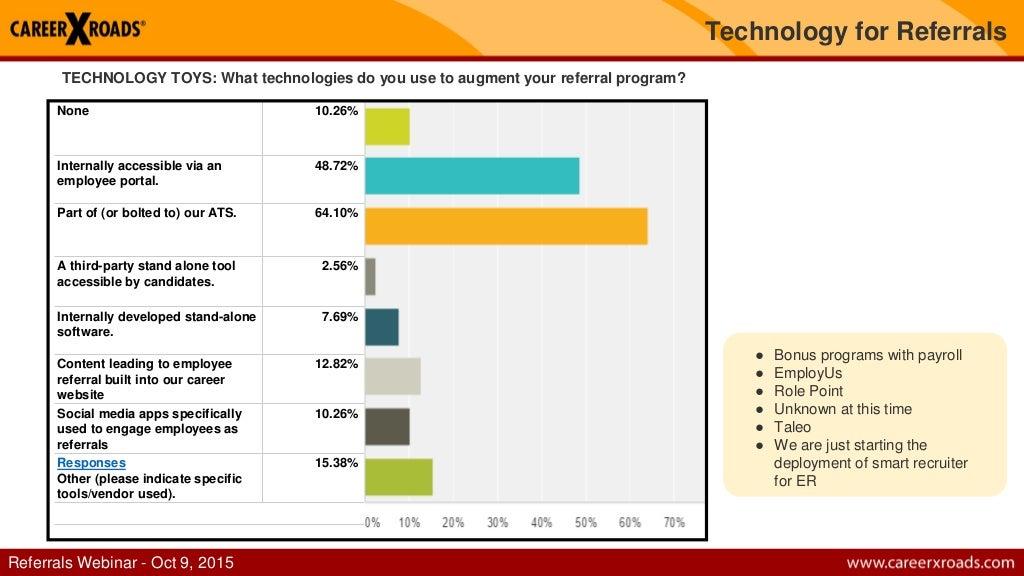 CAREERXROADS®
Technology for Referrals
TECHNOLOGY TOYS: What technologies do you use to augment your referral program?
None 10.26%
Internally accessible via an 48.72%
employee portal.
Part of (or bolted to) our ATS. 64.10%
A third-party stand alone tool 2.56%
accessible by candidates.
Internally developed stand-alone 7.69%
software.
Content leading to employee 12.82%
referral built into our career
website
Social media apps specifically 10.26%
used to engage employees as
referrals
Responses 15.38%
Other (please indicate specific
tools/vendor used).
0% 10% 20% 30% 40% 50% 60% 70%
● Bonus programs with payroll
● EmployUs
● Role Point
● Unknown at this time
● Taleo
● We are just starting the
deployment of smart recruiter
for ER
Referrals Webinar - Oct 9, 2015
www.careerxroads.com